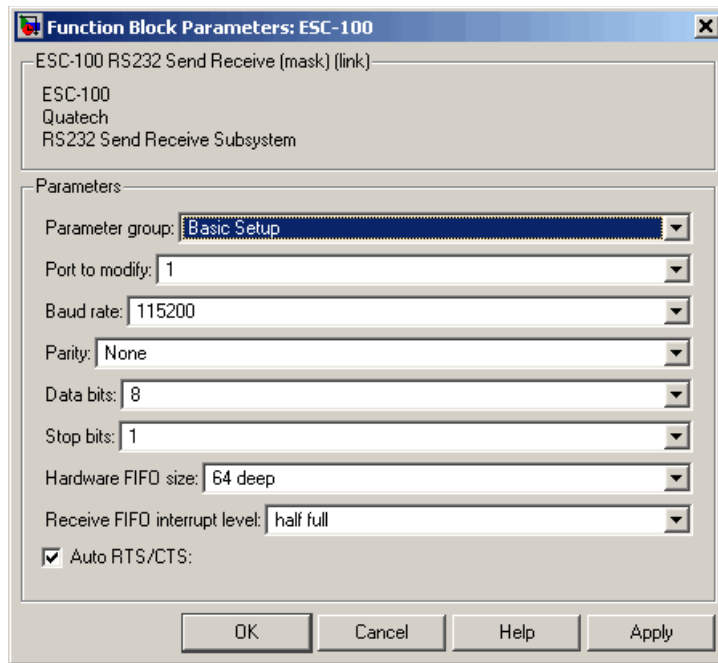 Function Block Parameters: ESC-100
ESC-100 RS232 Send Receive (mask) (link)
ESC-100
Quatech
RS232 Send Receive Subsystem
Parameters
Parameter group: Basic Setup
Port to modify: 1
Baud rate: 115200
Parity: None
Data bits: 8
Stop bits: 1
Hardware FIFO size: 64 deep
Receive FIFO interrupt level: half full
Auto RTS/CTS:
OK Cancel Help Apply